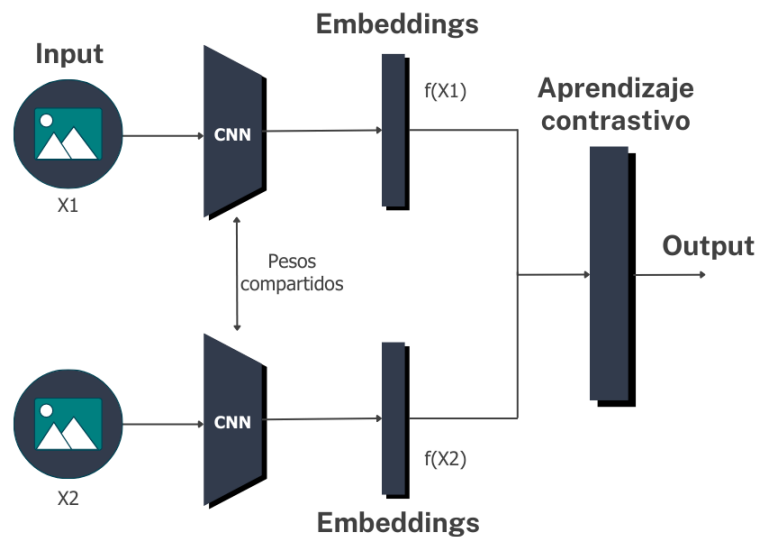 Embeddings
Input
f(X1)
Aprendizaje
contrastivo
CNN
X1
Output
Pesos
compartidos
CNN
f(X2)
X2
Embeddings